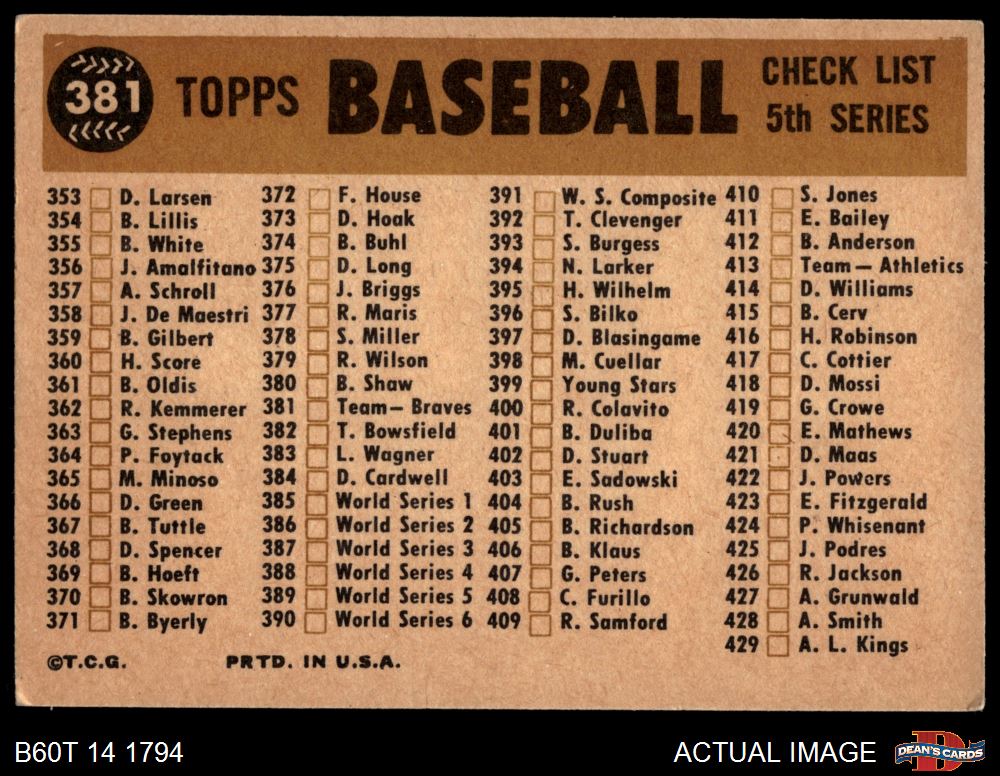 381
TOPPS BASEBALL
CHECK LIST
5th SERIES
353 D. Larsen
354 B. Lillis
355 B. White
356 J. Amalfitano
357 A. Schroll
358 J. De Maestri
359 B. Gilbert
360 H. Score
361 B. Oldis
362 R. Kemmerer
363 G. Stephens
364 P. Foytack
365 M. Minoso
366 D. Green
367 B. Tuttle
368 D. Spencer
369 B. Hoeft
370 B. Skowron
371 B. Byerly
372 F. House
373 D. Hoak
374 B. Buhl
375 D. Long
376 J. Briggs
377 R. Maris
378 S. Miller
379 R. Wilson
380 B. Shaw
381 Team— Braves
382 T. Bowsfield
383 L. Wagner
384 D. Cardwell
385 World Series 1
386 World Series 2
387 World Series 3
388 World Series 4
389 World Series 5
390 World Series 6
391 W. S. Composite
392 T. Clevenger
393 S. Burgess
394 N. Larker
395 H. Wilhelm
396 S. Bilko
397 D. Blasingame
398 M. Cuellar
399 Young Stars
400 R. Colavito
401 B. Duliba
402 D. Stuart
403 E. Sadowski
404 B. Rush
405 B. Richardson
406 B. Klaus
407 G. Peters
408 C. Furillo
409 R. Samford
410 S. Jones
411 E. Bailey
412 B. Anderson
413 Team— Athletics
414 D. Williams
415 B. Cerv
416 H. Robinson
417 C. Cottier
418 D. Mossi
419 G. Crowe
420 E. Mathews
421 D. Maas
422 J. Powers
423 E. Fitzgerald
424 P. Whisenant
425 J. Podres
426 R. Jackson
427 A. Grunwald
428 A. Smith
429 A. L. Kings
©T.C.G. PRTD. IN U.S.A.
B60T 14 1794
ACTUAL IMAGE
D
DEAN'S CARDS